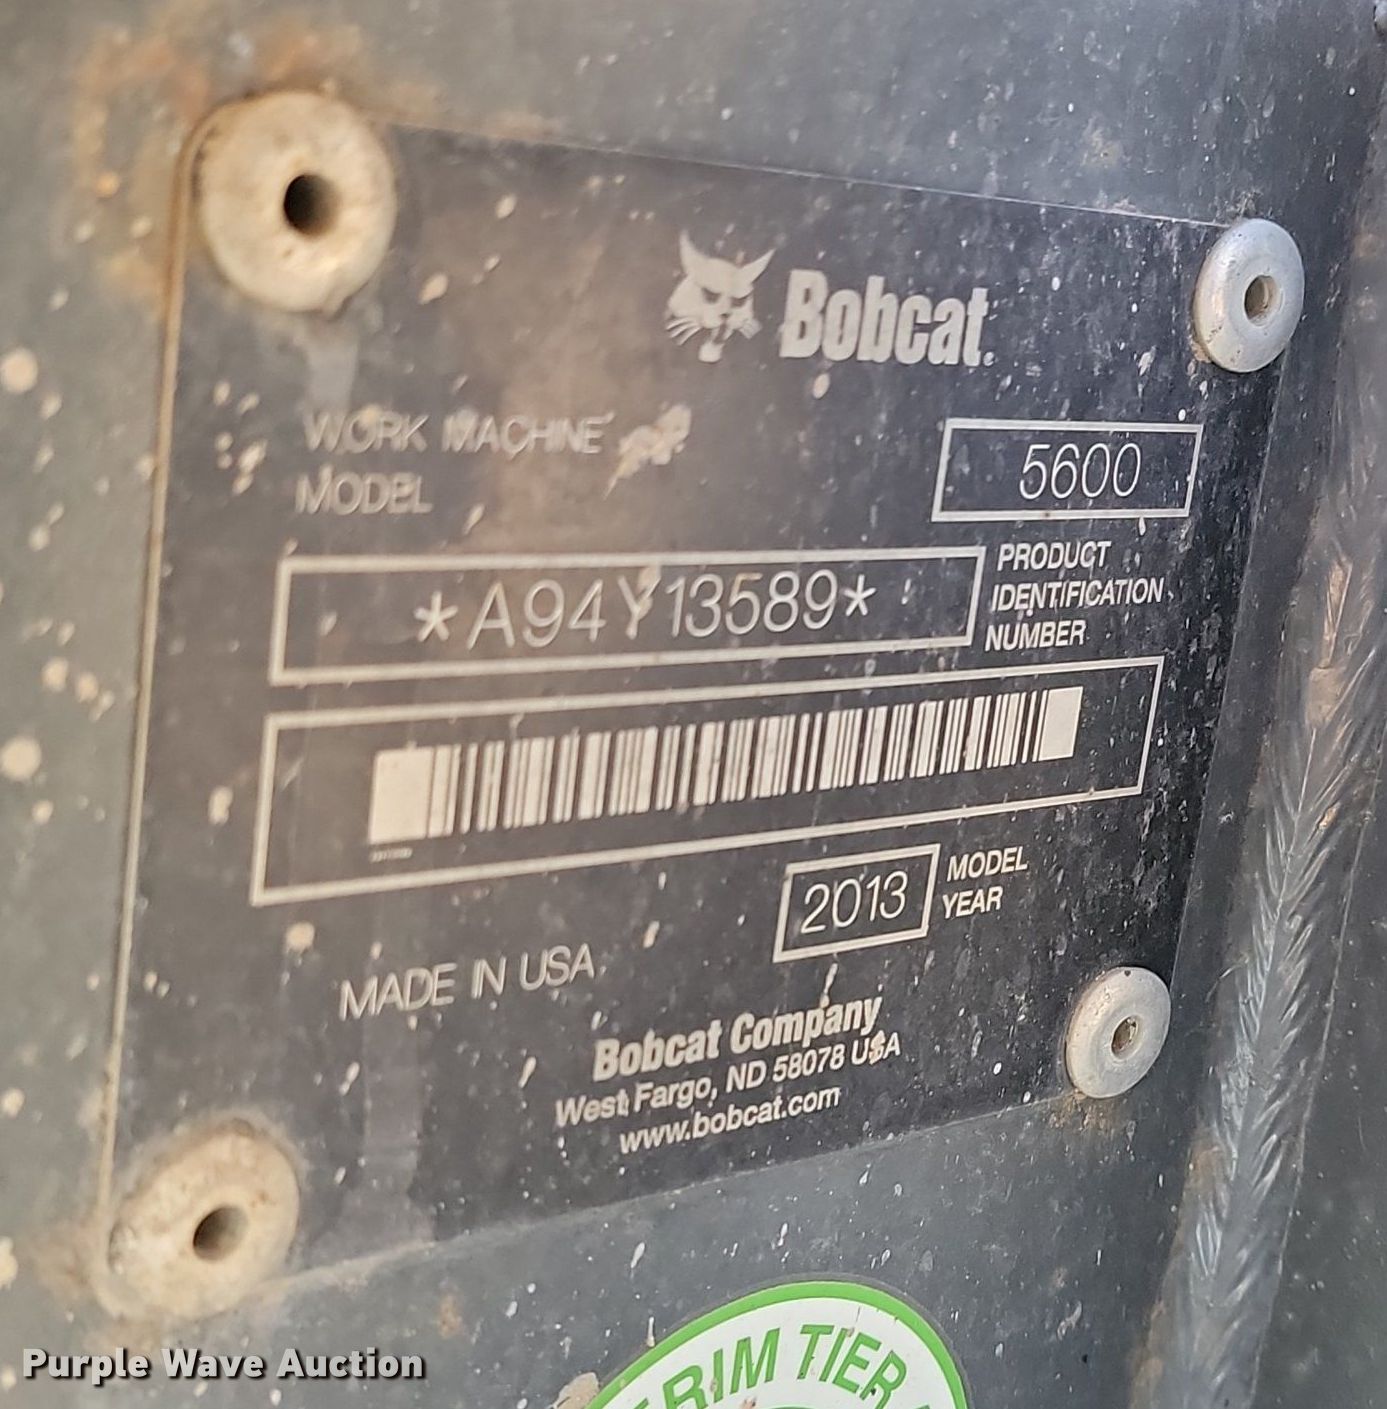 Bobcat.
WORK MACHINE
MODEL
5600
*A94Y13589*
PRODUCT
IDENTIFICATION
NUMBER
2013
MODEL
YEAR
MADE IN USA
Bobcat Company
West Fargo, ND 58078 USA
www.bobcat.com
TIER
Purple Wave Auction